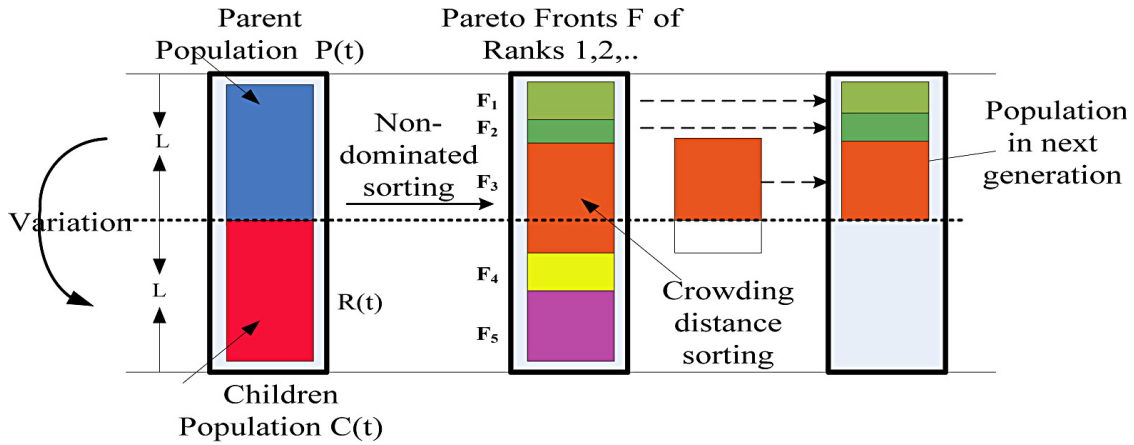 Parent
Population P(t)
Pareto Fronts F of
Ranks 1,2,..
F₁
F₂
F₃
F₄
F₅
L
L
Non-
dominated
sorting
Variation
R(t)
Population
in next
generation
Crowding
distance
sorting
Children
Population C(t)